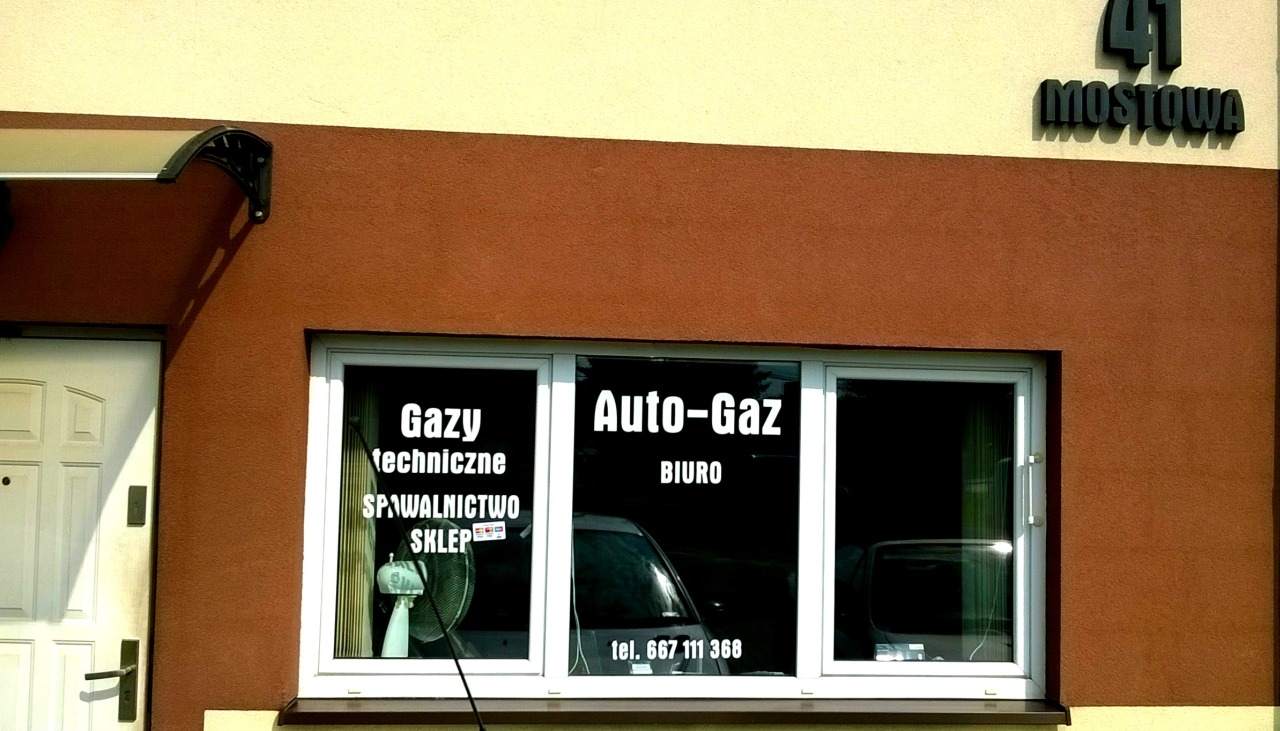 41
MOSTOWA
Gazy
techniczne
SPAWALNICTWO
SKLEP
Auto-Gaz
BIURO
tel. 667 111 368